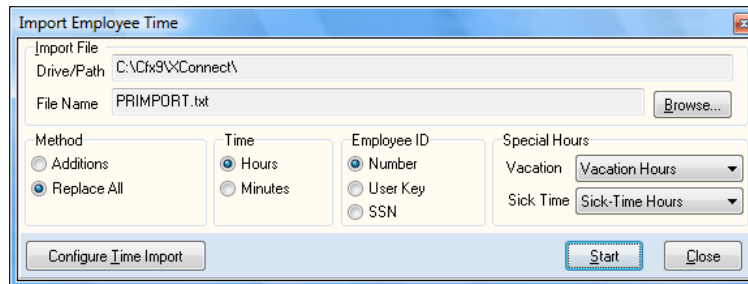 Import Employee Time
Import File
Drive/Path C:\Cfx9\XConnect\
File Name PRIMPORT.txt Browse...
Method Time Employee ID Special Hours
Additions Hours Number Vacation Vacation Hours
Replace All Minutes User Key Sick Time Sick-Time Hours
SSN
Configure Time Import Start Close